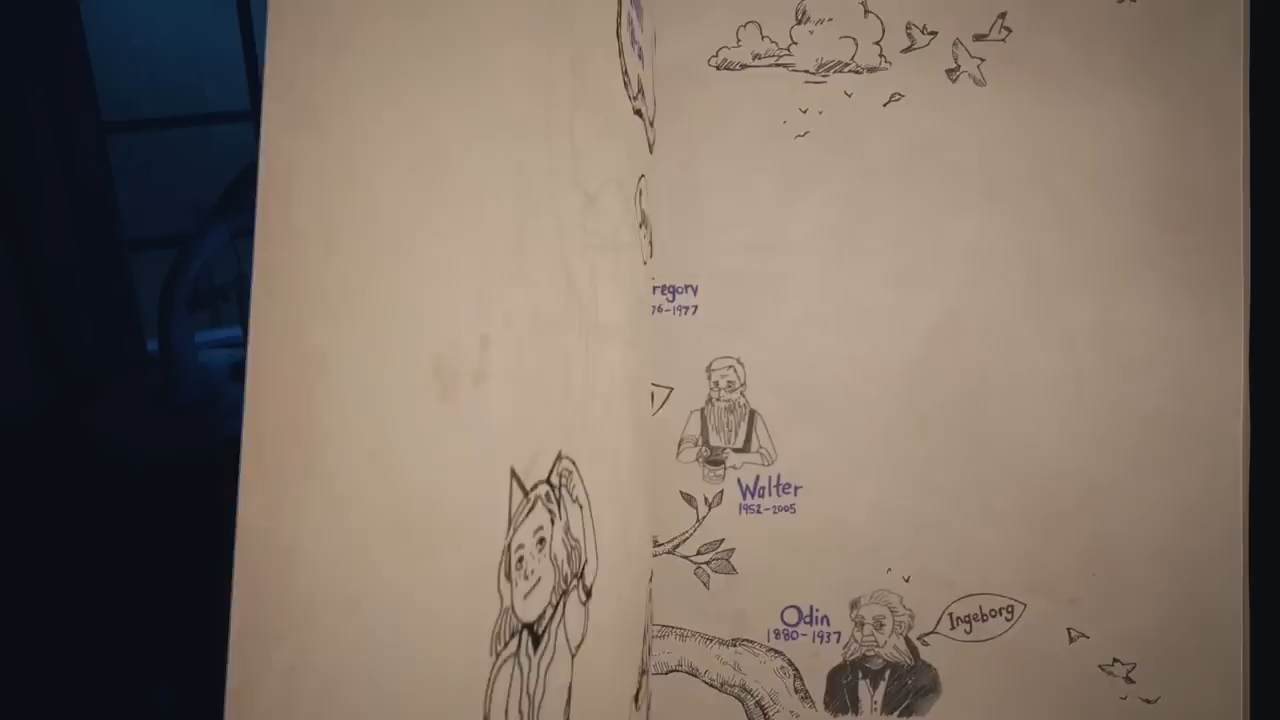 regory
76-1977
Walter
1952-2005
Odin
1880-1937
Ingeborg